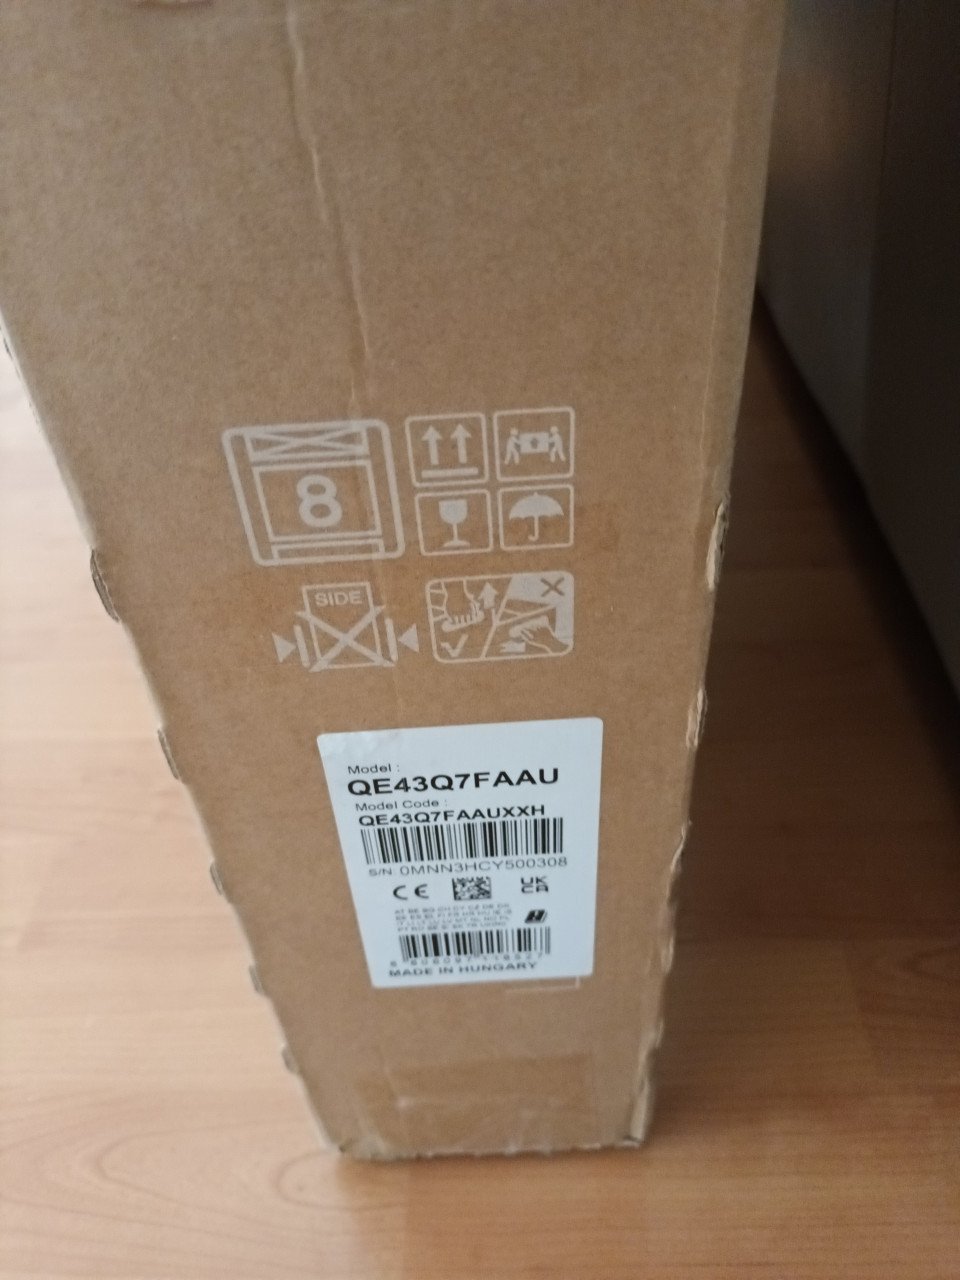 8
SIDE
Model :
QE43Q7FAAU
Model Code :
QE43Q7FAAUXXH
S/N. 0MNN3HCY500308
CE
UK
CA
MADE IN HUNGARY